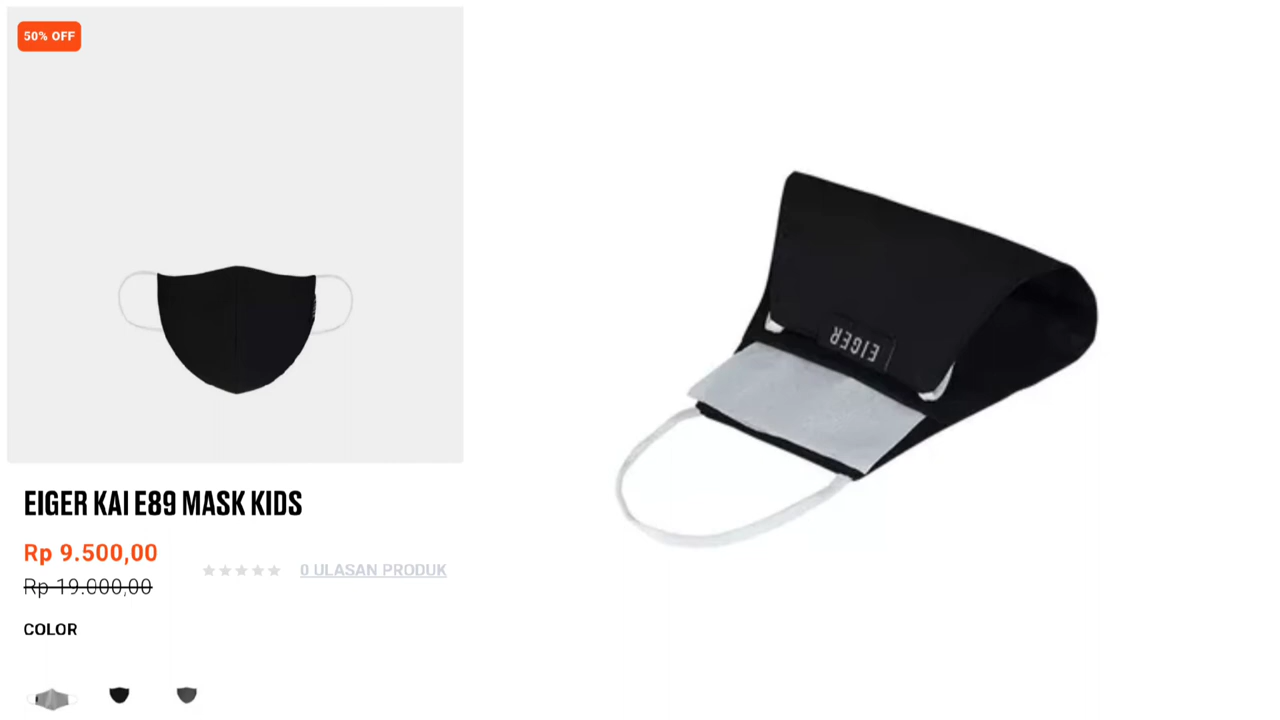 50% OFF
EIGER
EIGER KAI E89 MASK KIDS
Rp 9.500,00
Rp 19.000,00
0 ULASAN PRODUK
COLOR